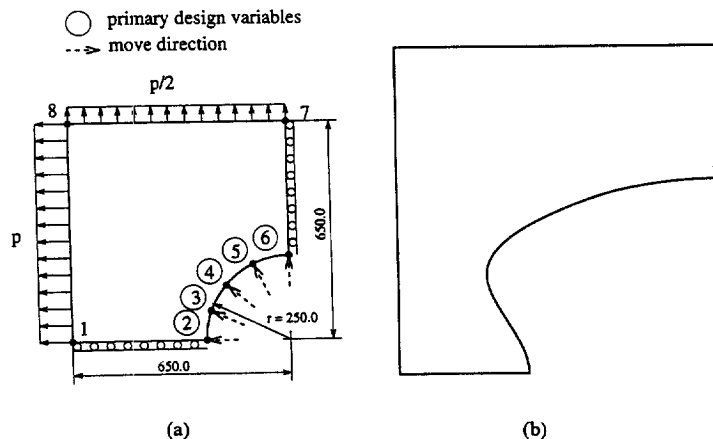 primary design variables
move direction
p/2
8
7
p
650.0
6
5
4
3
r = 250.0
2
1
650.0
(a)
(b)